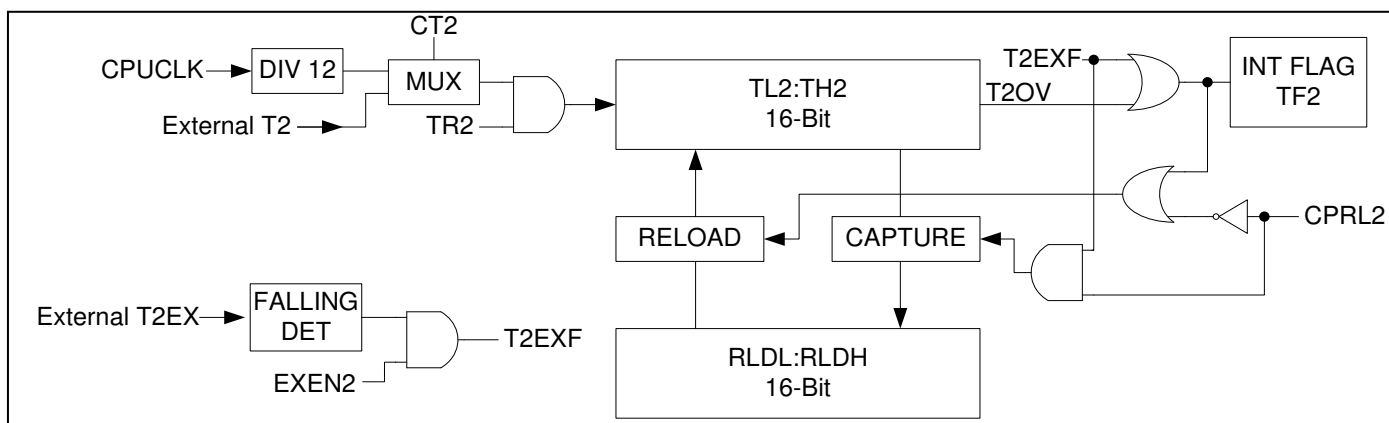 CT2
CPUCLK
DIV 12
MUX
External T2
TR2
TL2:TH2
16-Bit
T2EXF
T2OV
INT FLAG
TF2
RELOAD
CAPTURE
CPRL2
External T2EX
FALLING
DET
EXEN2
T2EXF
RLDL:RLDH
16-Bit